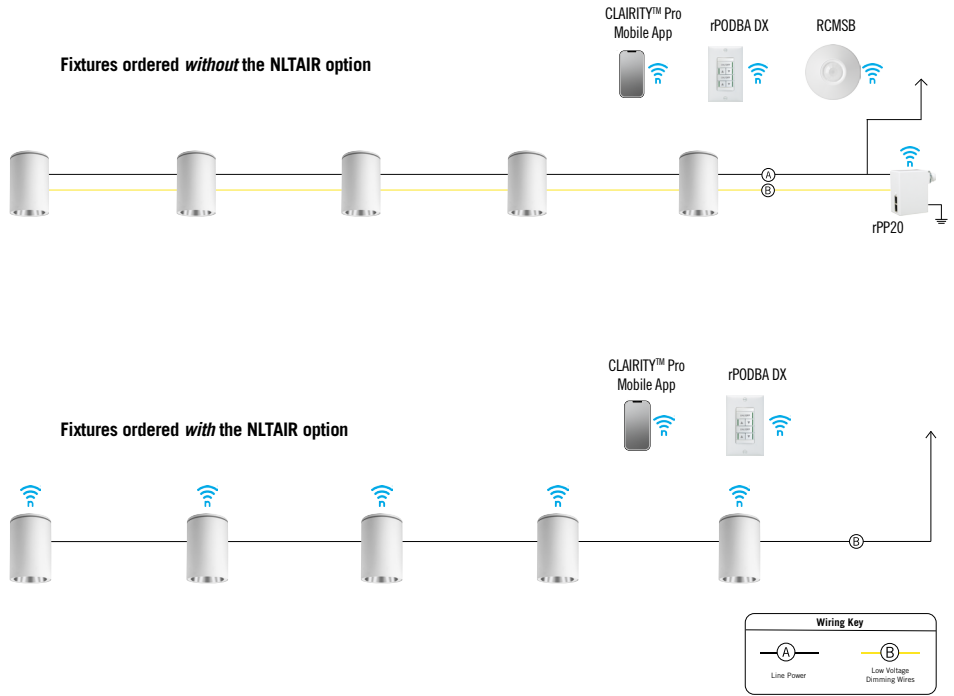 CLAIRITY™ Pro
Mobile App
rPODBA DX
RCMSB
Fixtures ordered without the NLTAIR option
A
B
rPP20
CLAIRITY™ Pro
Mobile App
rPODBA DX
Fixtures ordered with the NLTAIR option
B
Wiring Key
A
B
Line Power
Low Voltage
Dimming Wires